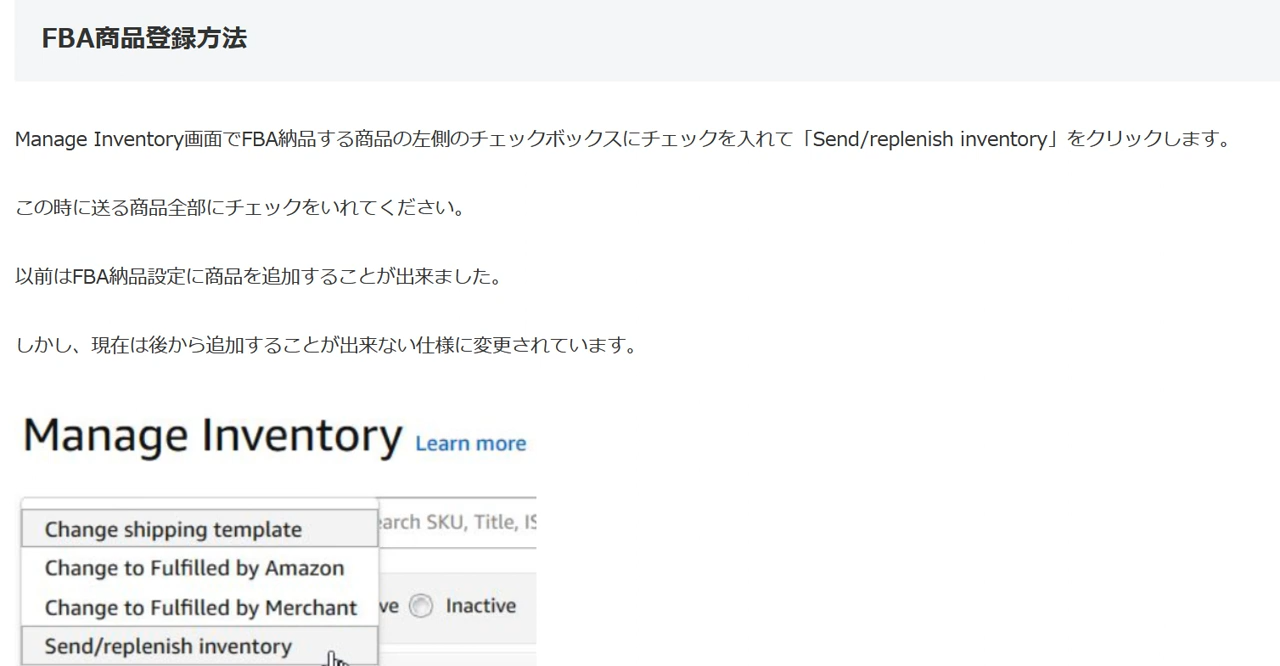 FBA商品登録方法
Manage Inventory画面でFBA納品する商品の左側のチェックボックスにチェックを入れて「Send/replenish inventory」をクリックします。
この時に送る商品全部にチェックをいれてください。
以前はFBA納品設定に商品を追加することが出来ました。
しかし、現在は後から追加することが出来ない仕様に変更されています。
Manage Inventory Learn more
Change shipping template
earch SKU, Title, IS
Change to Fulfilled by Amazon
Change to Fulfilled by Merchant
ve Inactive
Send/replenish inventory